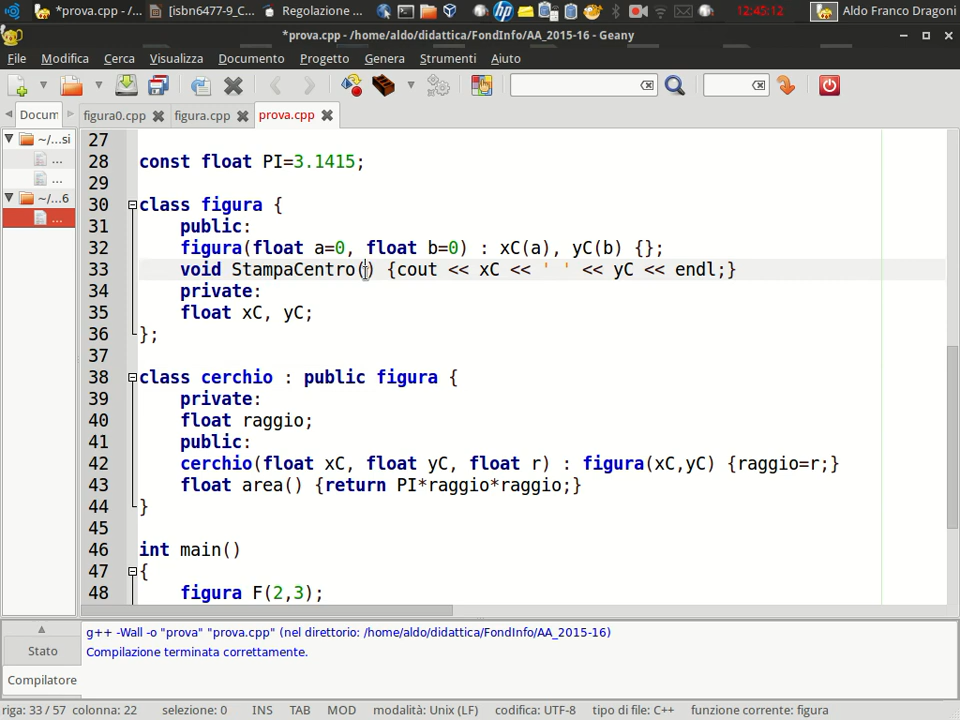 *prova.cpp - /...
[isbn6477-9_C...
Regolazione ...
12:45:12
Aldo Franco Dragoni
*prova.cpp - /home/aldo/didattica/FondInfo/AA_2015-16 - Geany
File Modifica Cerca Visualizza Documento Progetto Genera Strumenti Aiuto
Docum
figura0.cpp
figura.cpp
prova.cpp
~/...si
...
...
~/...6
...
27
28 const float PI=3.1415;
29
30 class figura {
31 public:
32 figura(float a=0, float b=0) : xC(a), yC(b) {};
33 void StampaCentro() {cout << xC << ' ' << yC << endl;}
34 private:
35 float xC, yC;
36 };
37
38 class cerchio : public figura {
39 private:
40 float raggio;
41 public:
42 cerchio(float xC, float yC, float r) : figura(xC,yC) {raggio=r;}
43 float area() {return PI*raggio*raggio;}
44 }
45
46 int main()
47 {
48 figura F(2,3);
Stato
Compilatore
g++ -Wall -o "prova" "prova.cpp" (nel direttorio: /home/aldo/didattica/FondInfo/AA_2015-16)
Compilazione terminata correttamente.
riga: 33 / 57 colonna: 22 selezione: 0 INS TAB MOD modalità: Unix (LF) codifica: UTF-8 tipo di file: C++ funzione corrente: figura